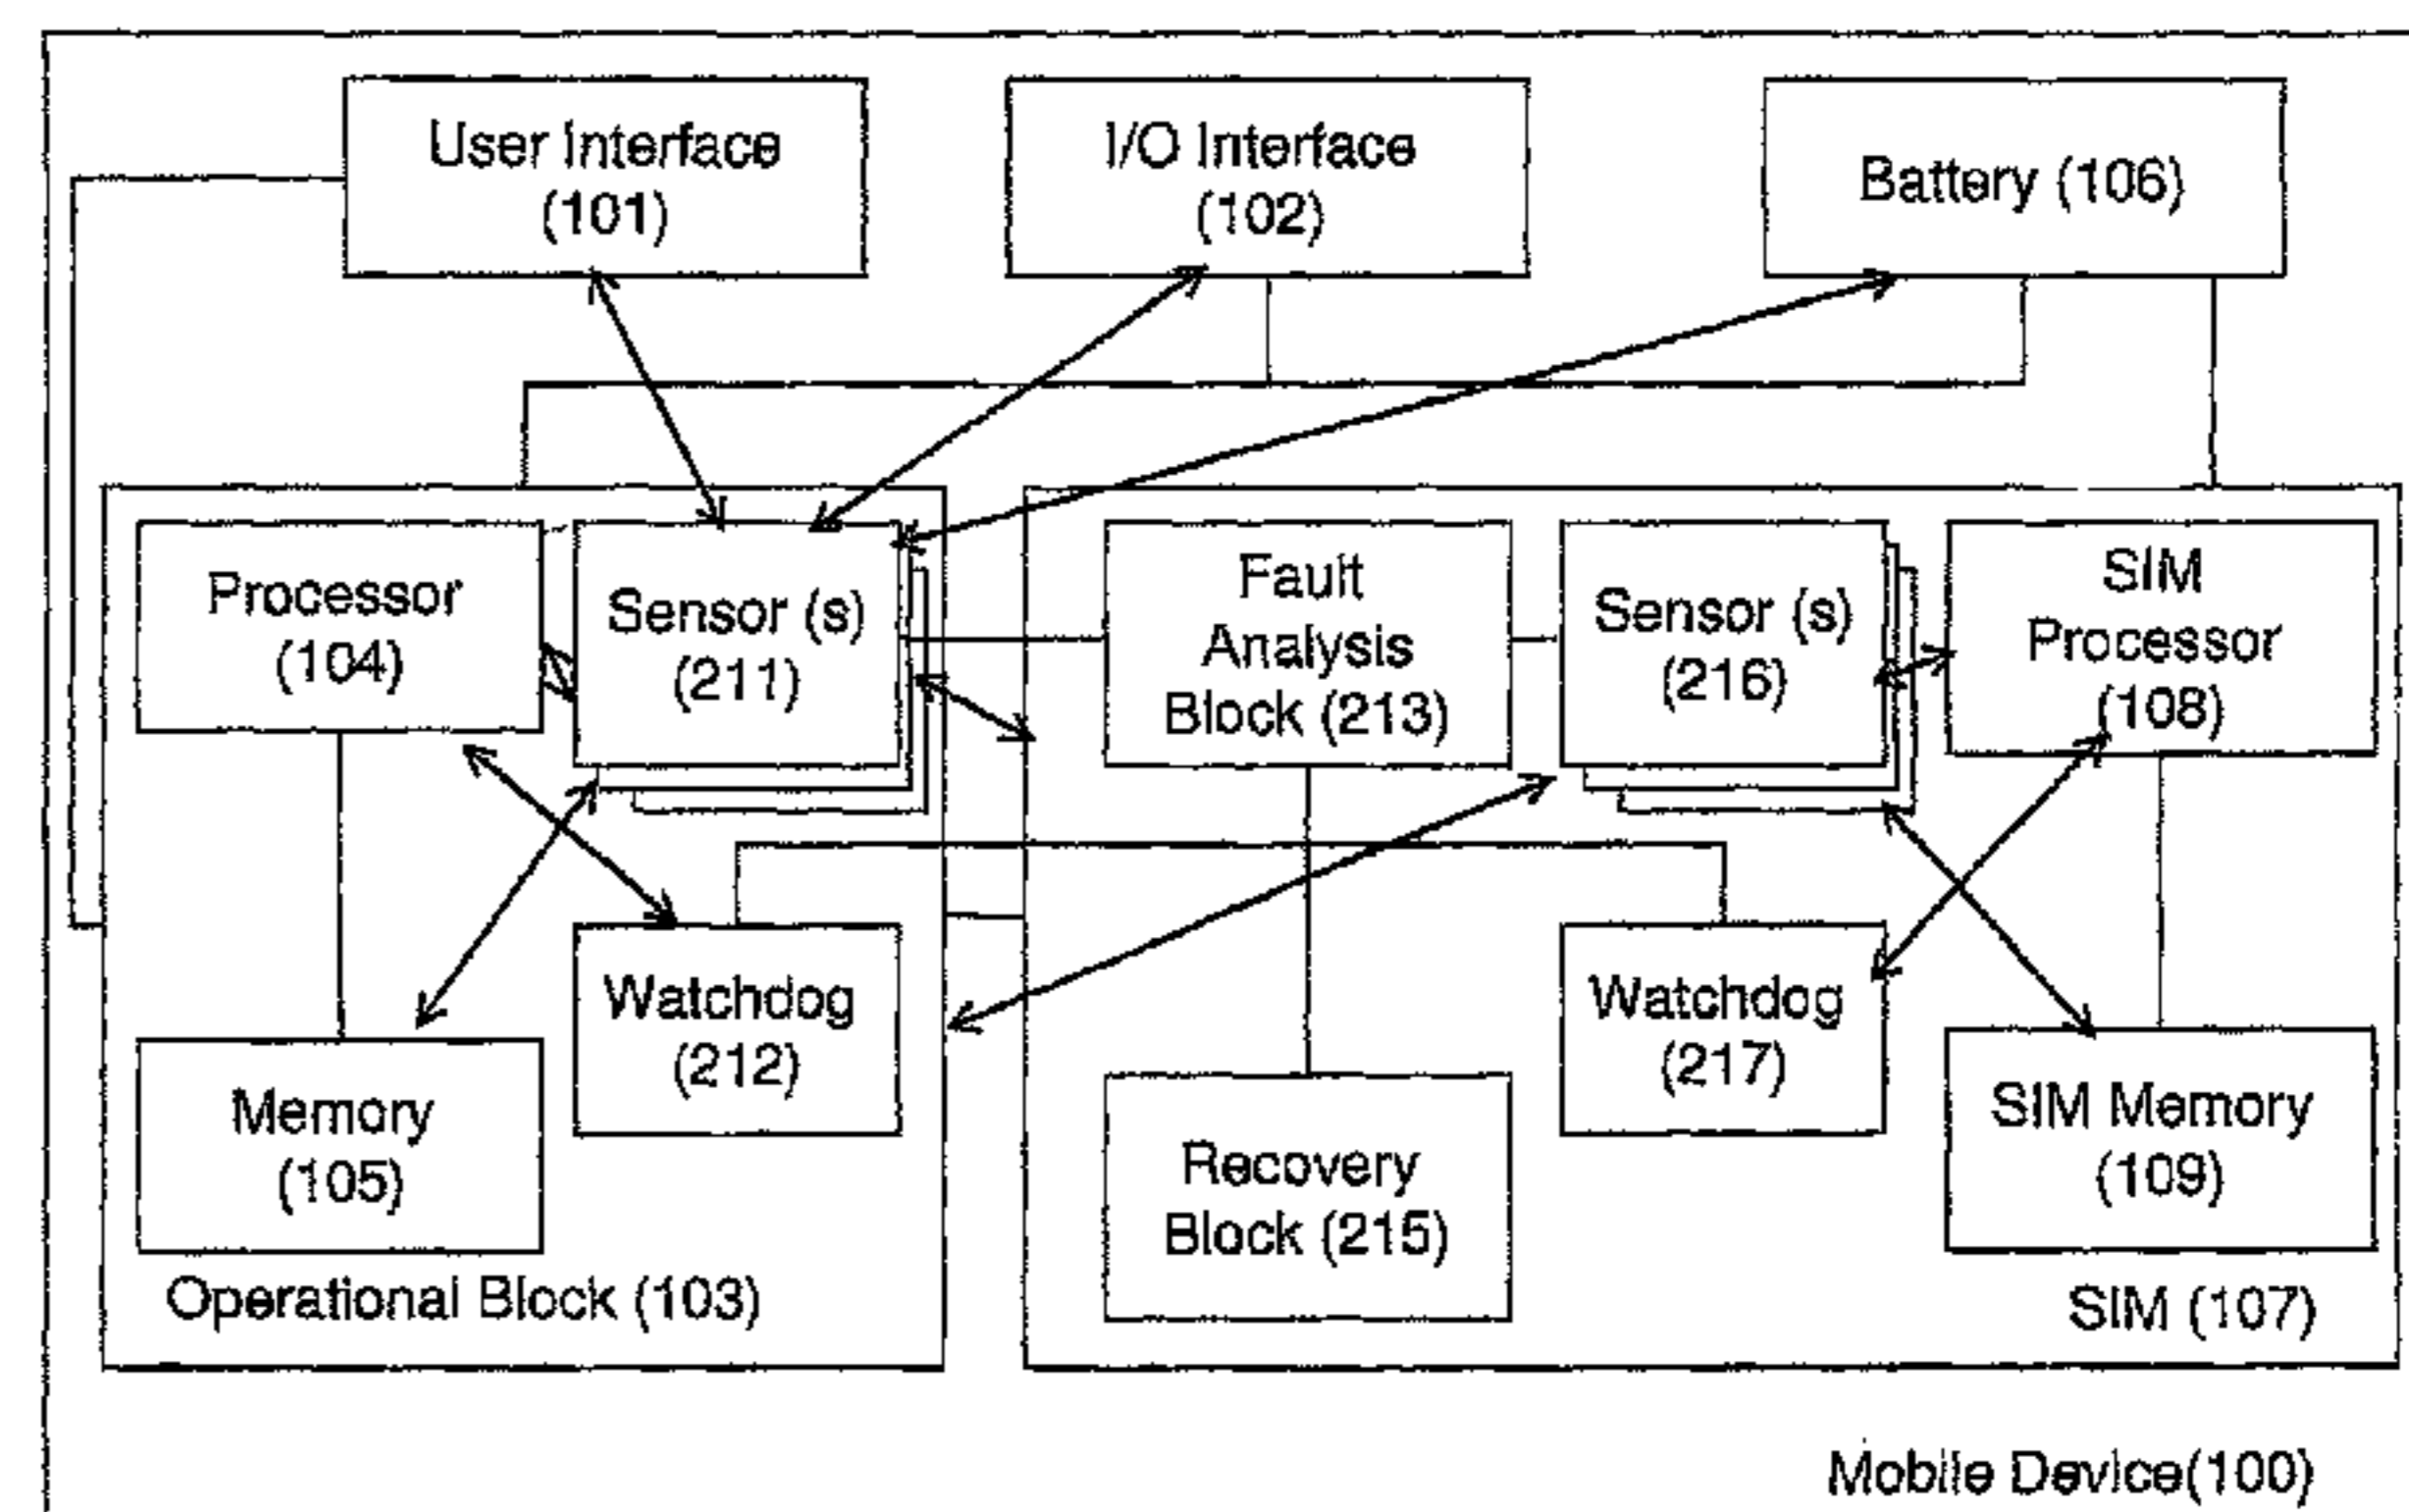 User Interface
(101)
I/O Interface
(102)
Battery (106)
Processor
(104)
Sensor (s)
(211)
Fault
Analysis
Block (213)
Sensor (s)
(216)
SIM
Processor
(108)
Memory
(105)
Watchdog
(212)
Recovery
Block (215)
Watchdog
(217)
SIM Memory
(109)
Operational Block (103)
SIM (107)
Mobile Device(100)